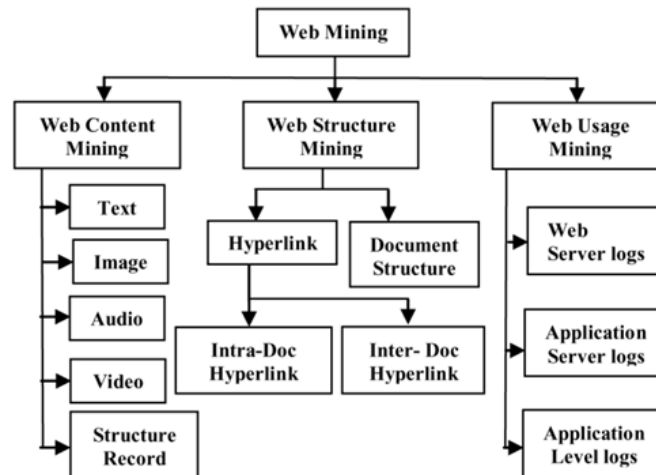 Web Mining
Web Content
Mining
Web Structure
Mining
Web Usage
Mining
Text
Image
Audio
Video
Structure
Record
Hyperlink
Document
Structure
Intra-Doc
Hyperlink
Inter- Doc
Hyperlink
Web
Server logs
Application
Server logs
Application
Level logs